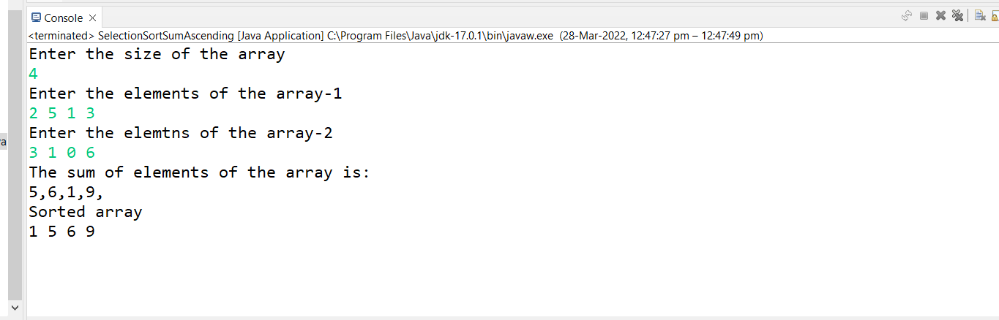 Console
<terminated> SelectionSortSumAscending [Java Application] C:\Program Files\Java\jdk-17.0.1\bin\javaw.exe (28-Mar-2022, 12:47:27 pm – 12:47:49 pm)
Enter the size of the array
4
Enter the elements of the array-1
2 5 1 3
Enter the elemtns of the array-2
3 1 0 6
The sum of elements of the array is:
5,6,1,9,
Sorted array
1 5 6 9